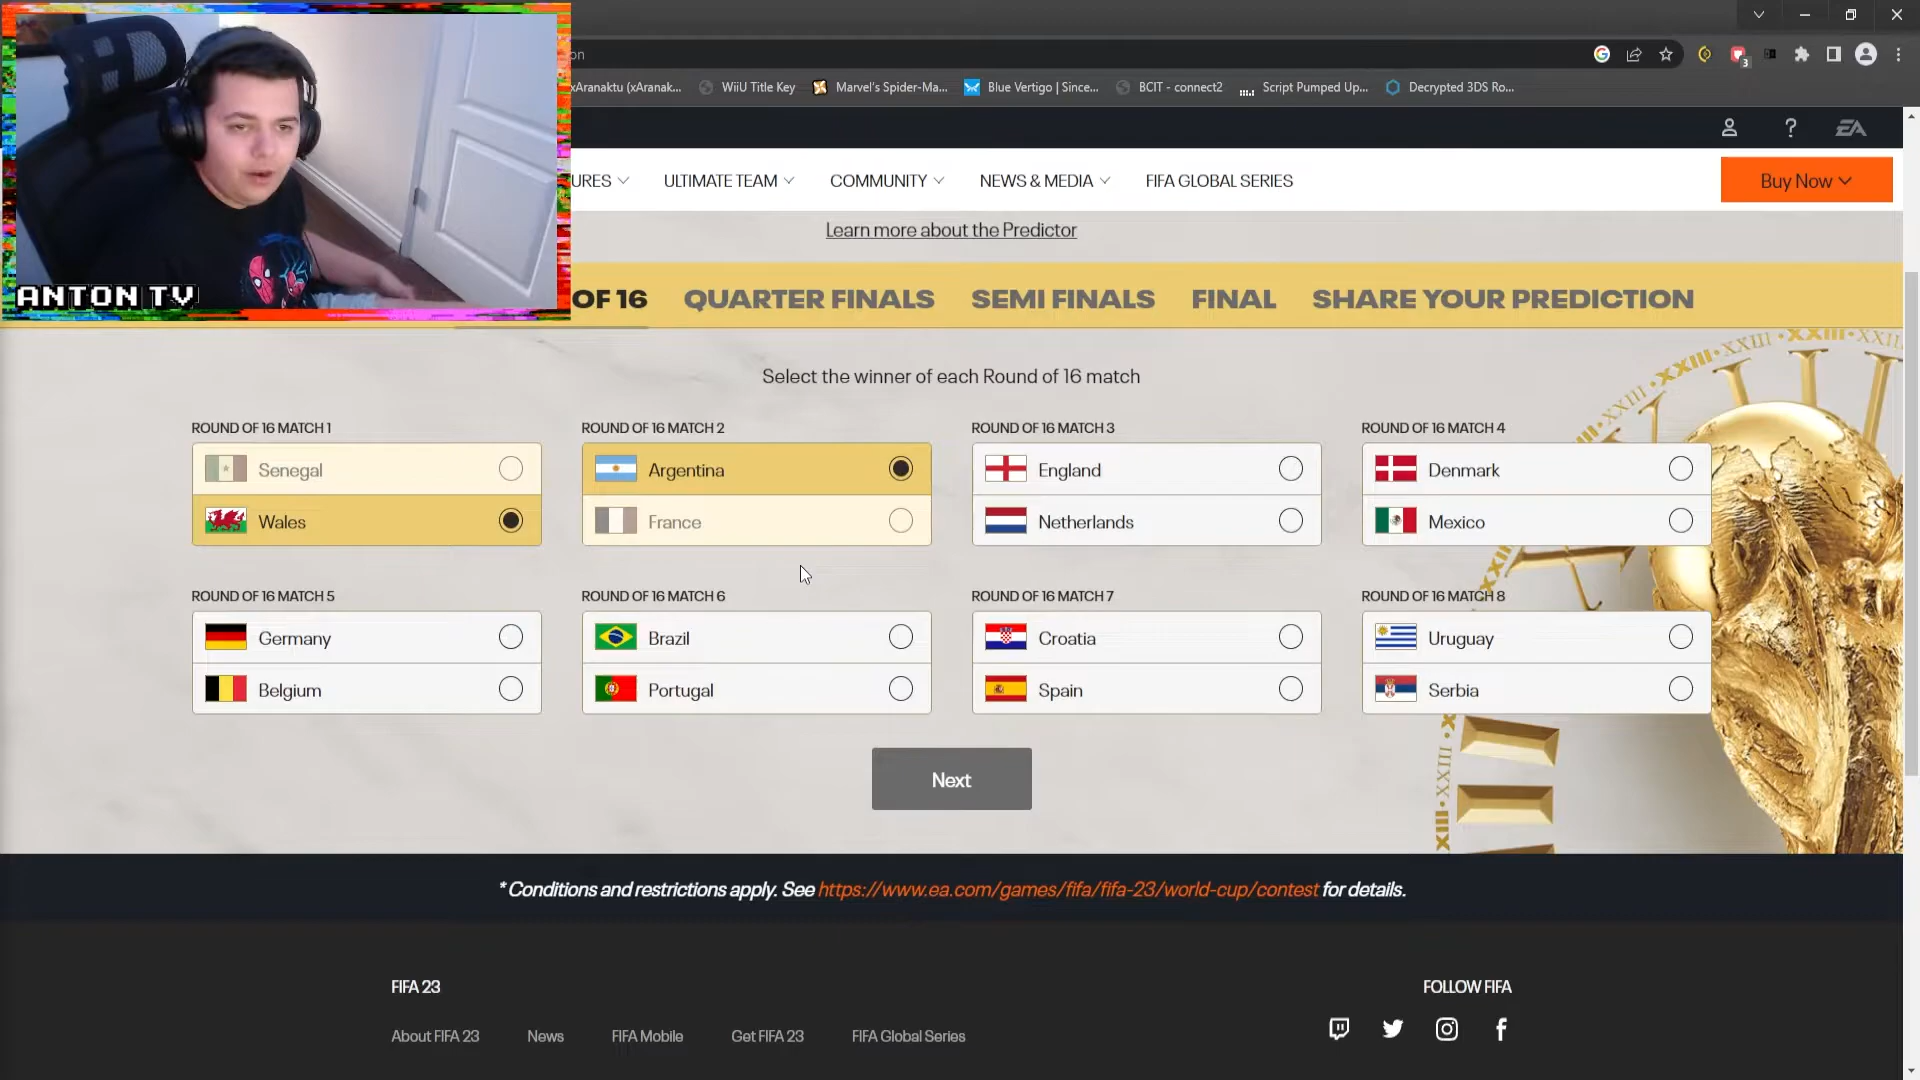 on
xAranaktu (xAranak...
WiiU Title Key
Marvel's Spider-Ma...
Blue Vertigo | Since...
BCIT - connect2
Script Pumped Up...
Decrypted 3DS Ro...
3
EA
URES
ULTIMATE TEAM
COMMUNITY
NEWS & MEDIA
FIFA GLOBAL SERIES
Buy Now
ANTON TV
Learn more about the Predictor
OF 16
QUARTER FINALS
SEMI FINALS
FINAL
SHARE YOUR PREDICTION
Select the winner of each Round of 16 match
ROUND OF 16 MATCH 1
Senegal
Wales
ROUND OF 16 MATCH 2
Argentina
France
ROUND OF 16 MATCH 3
England
Netherlands
ROUND OF 16 MATCH 4
Denmark
Mexico
ROUND OF 16 MATCH 5
Germany
Belgium
ROUND OF 16 MATCH 6
Brazil
Portugal
ROUND OF 16 MATCH 7
Croatia
Spain
ROUND OF 16 MATCH 8
Uruguay
Serbia
Next
* Conditions and restrictions apply. See https://www.ea.com/games/fifa/fifa-23/world-cup/contest for details.
FIFA 23
FOLLOW FIFA
About FIFA 23
News
FIFA Mobile
Get FIFA 23
FIFA Global Series